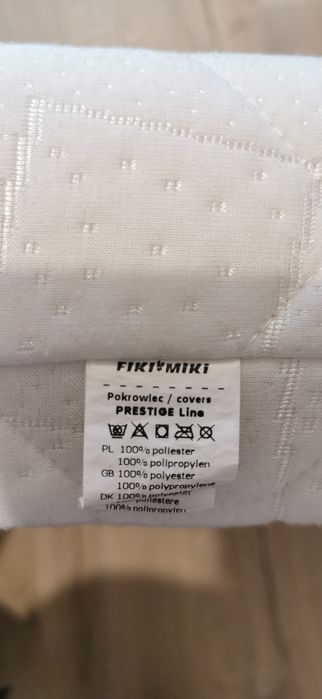 FIKI MIKI
Pokrowiec / covers
PRESTIGE Line
PL 100% poliester
100% polipropylen
GB 100% polyester
100% polypropylene
DK 100% polyester
100% polipropylen